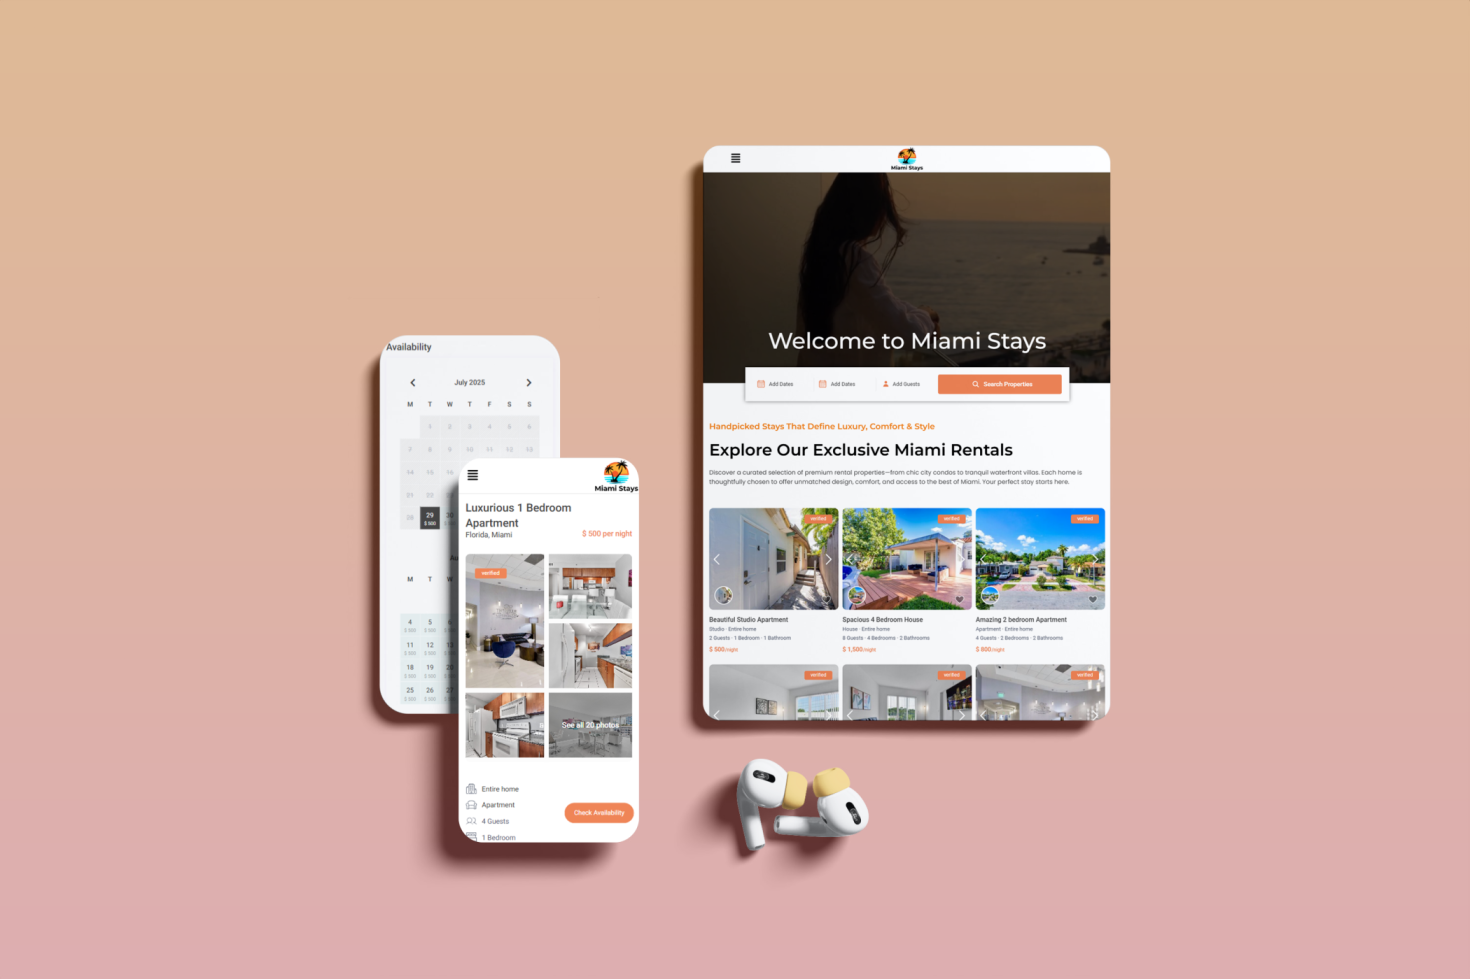 Availability
July 2025
M T W T F S S
1 2 3 4 5 6
7 8 9 10 11 12 13
14 15 16
21 22 23
28 29 30
$ 500
M T W
4 5 6
$ 500 $ 500
11 12 13
$ 500 $ 500
18 19 20
$ 500 $ 500
25 26 27
$ 500 $ 500
Miami Stays
Luxurious 1 Bedroom
Apartment
Florida, Miami
$ 500 per night
verified
See all 20 photos
Entire home
Apartment
4 Guests
1 Bedroom
Check Availability
Miami Stays
Welcome to Miami Stays
Add Dates
Add Dates
Add Guests
Search Properties
Handpicked Stays That Define Luxury, Comfort & Style
Explore Our Exclusive Miami Rentals
Discover a curated selection of premium rental properties—from chic city condos to tranquil waterfront villas. Each home is
thoughtfully chosen to offer unmatched design, comfort, and access to the best of Miami. Your perfect stay starts here.
verified
verified
verified
Beautiful Studio Apartment
Studio · Entire home
2 Guests · 1 Bedroom · 1 Bathroom
$ 500/night
Spacious 4 Bedroom House
House · Entire home
8 Guests · 4 Bedrooms · 2 Bathrooms
$ 1,500/night
Amazing 2 bedroom Apartment
Apartment · Entire home
4 Guests · 2 Bedrooms · 2 Bathrooms
$ 800/night
verified
verified
verified